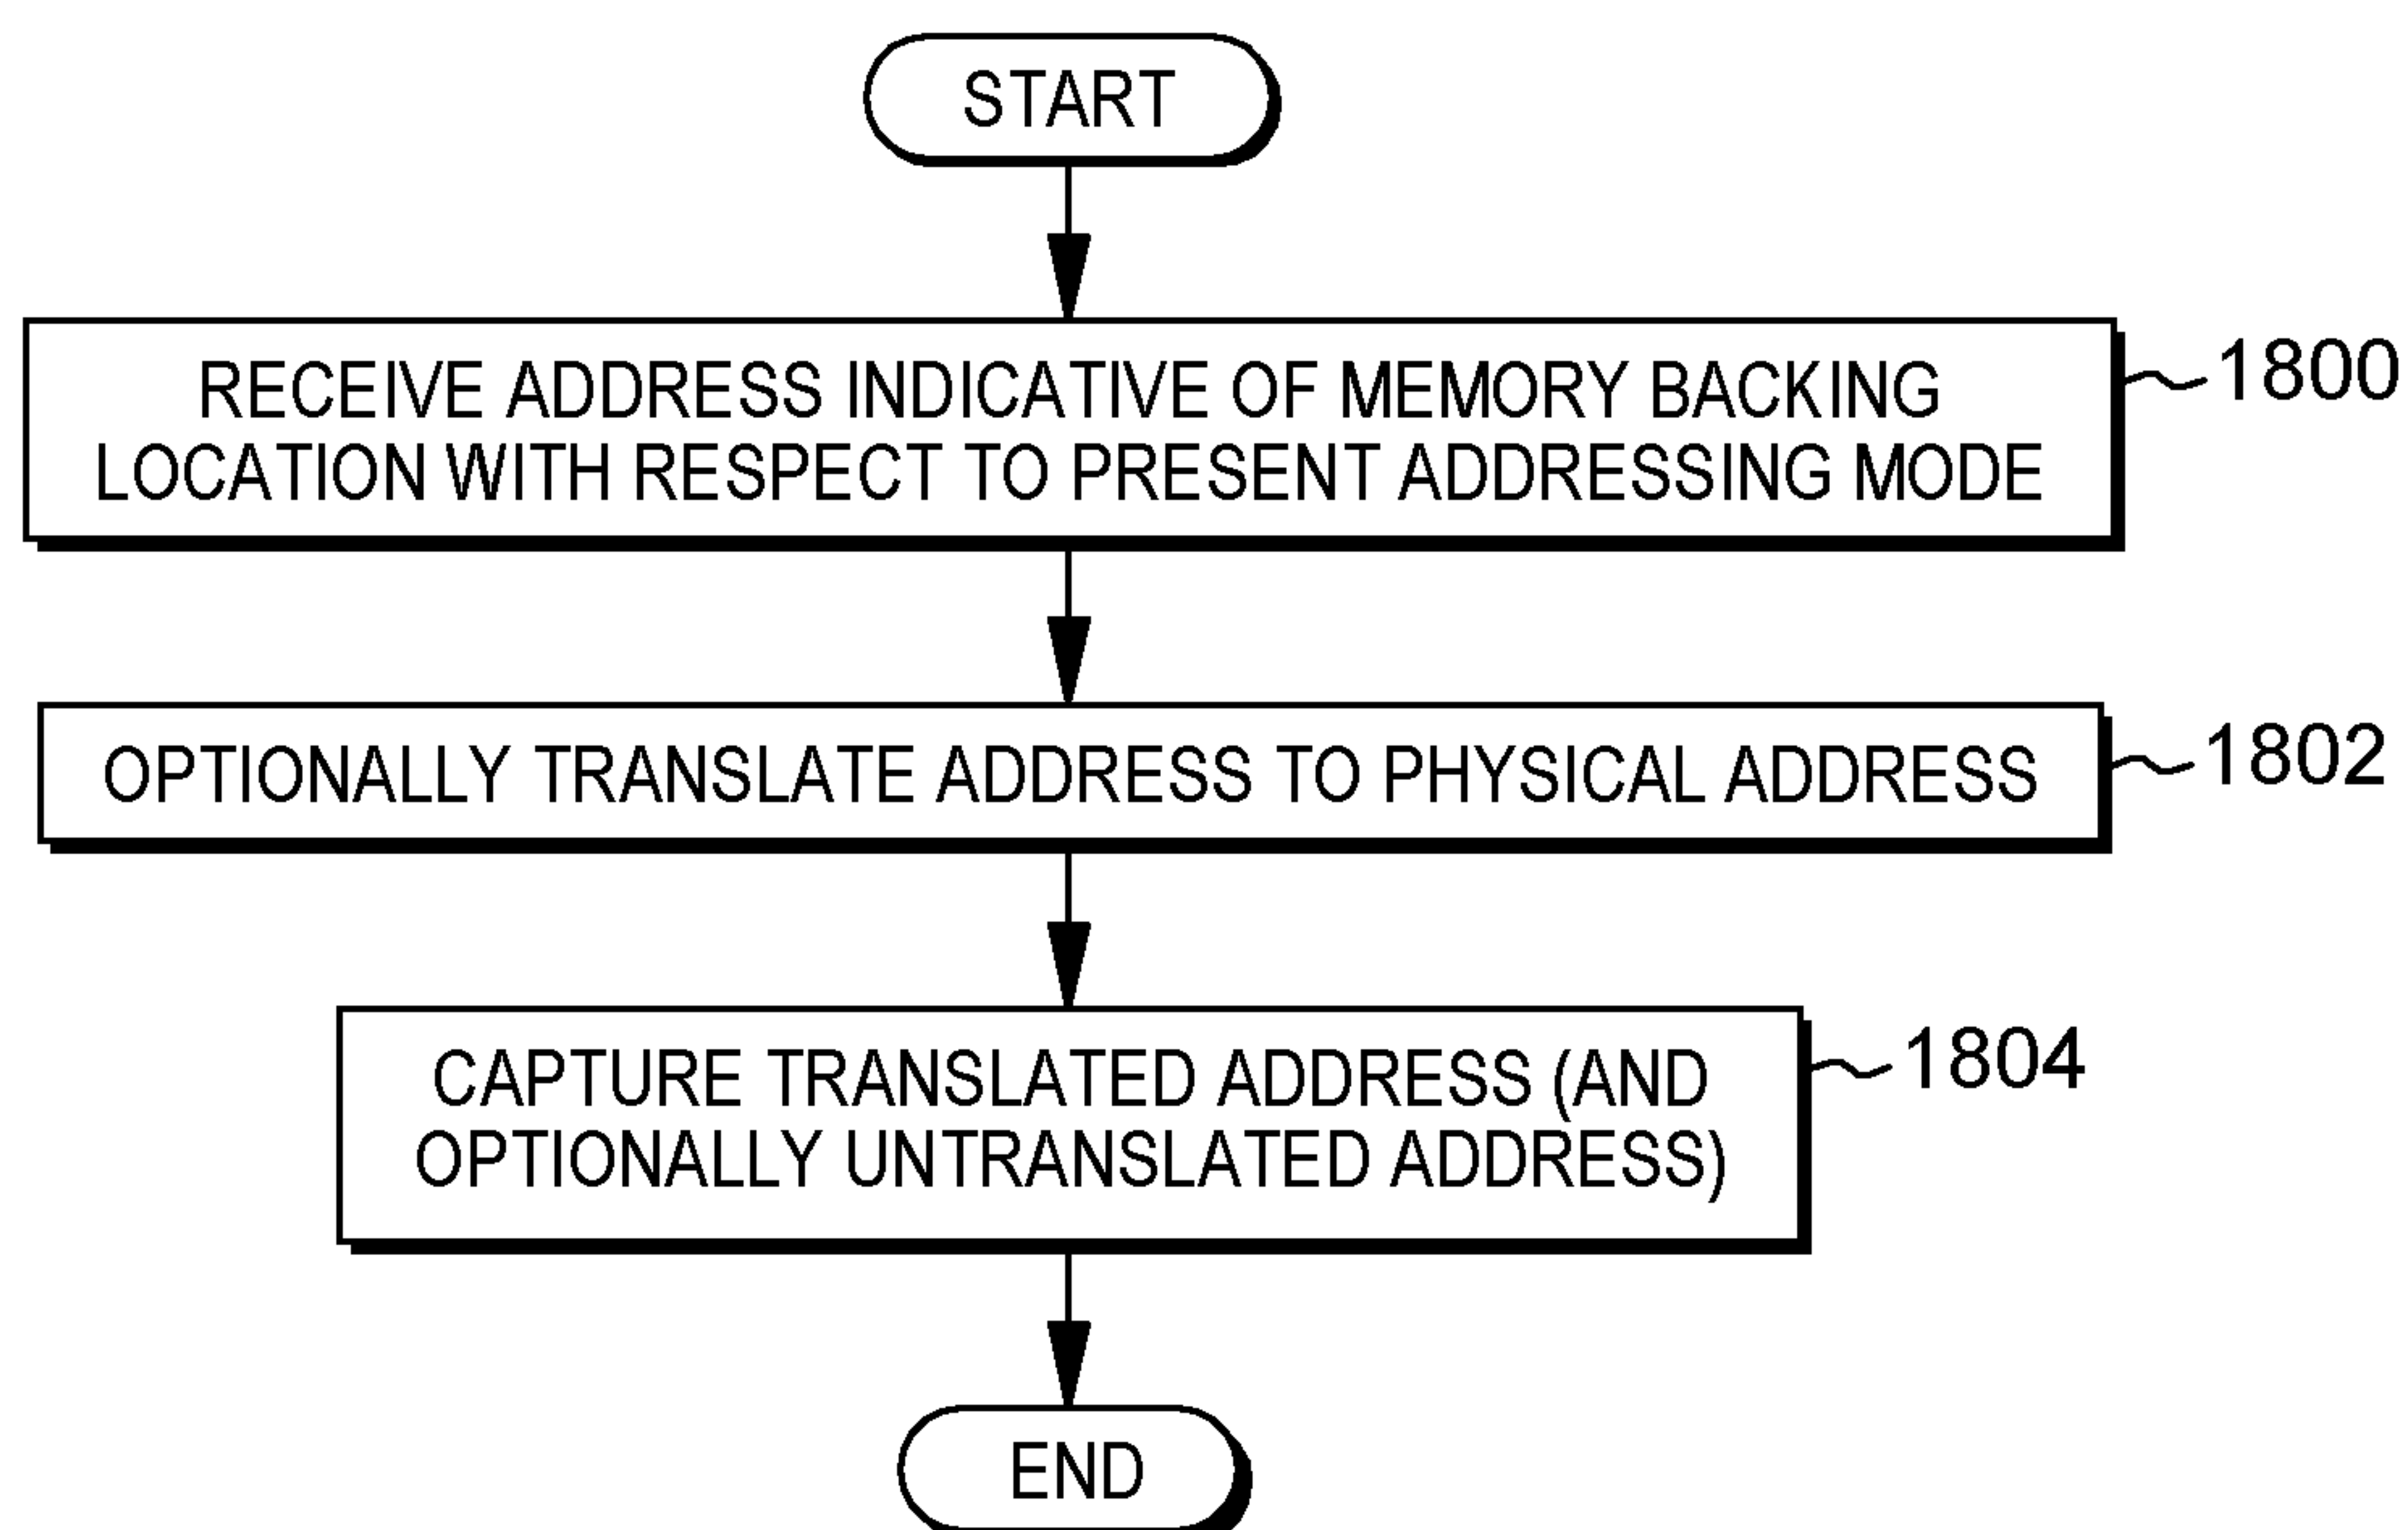 START
RECEIVE ADDRESS INDICATIVE OF MEMORY BACKING
LOCATION WITH RESPECT TO PRESENT ADDRESSING MODE
1800
OPTIONALLY TRANSLATE ADDRESS TO PHYSICAL ADDRESS
1802
CAPTURE TRANSLATED ADDRESS (AND
OPTIONALLY UNTRANSLATED ADDRESS)
1804
END